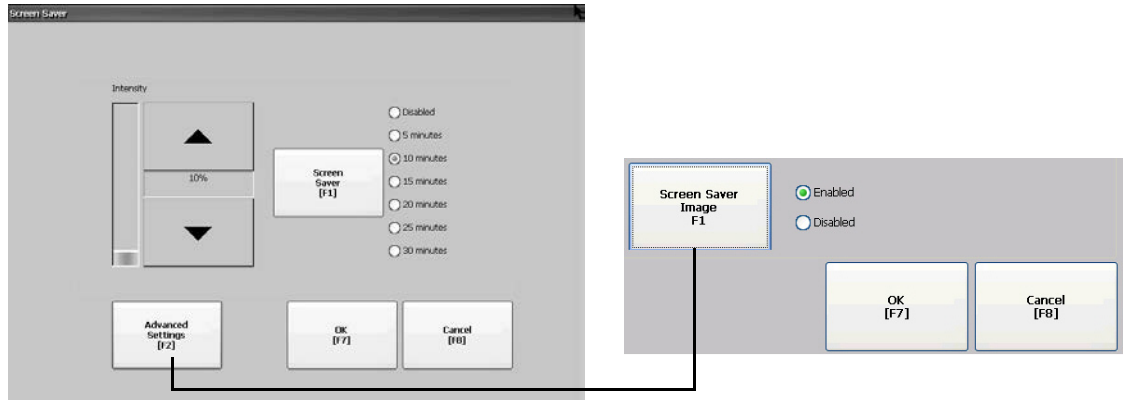 Screen Saver
Intensity
10%
Screen
Saver
[F1]
Disabled
5 minutes
10 minutes
15 minutes
20 minutes
25 minutes
30 minutes
Advanced
Settings
[F2]
OK
[F7]
Cancel
[F8]
Screen Saver
Image
F1
Enabled
Disabled
OK
[F7]
Cancel
[F8]